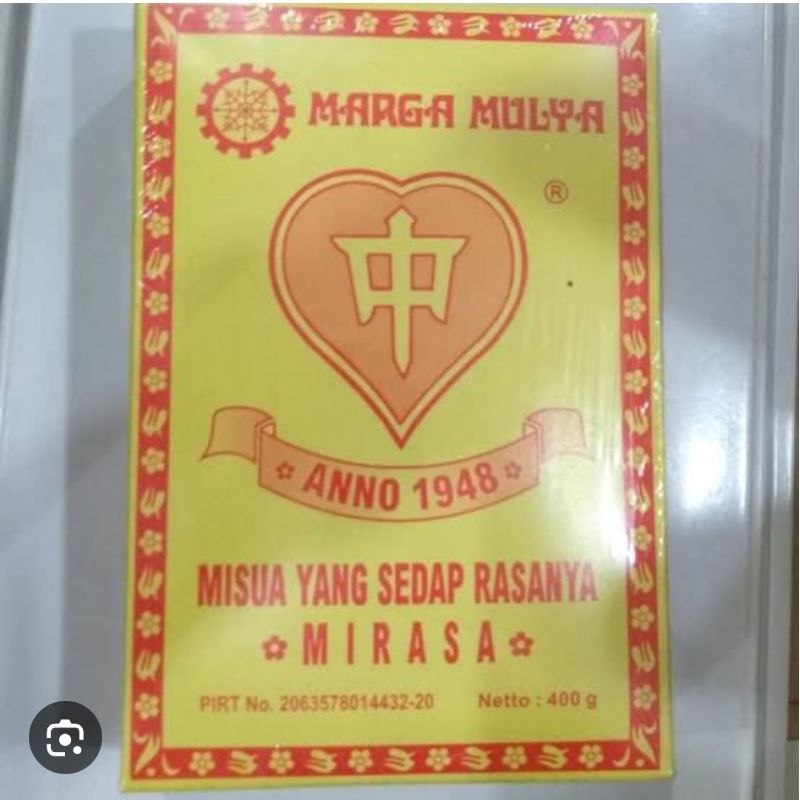 MARGA MULYA
®
中
ANNO 1948
MISUA YANG SEDAP RASANYA
MIRASA
PIRT No. 2063578014432-20 Netto : 400 g